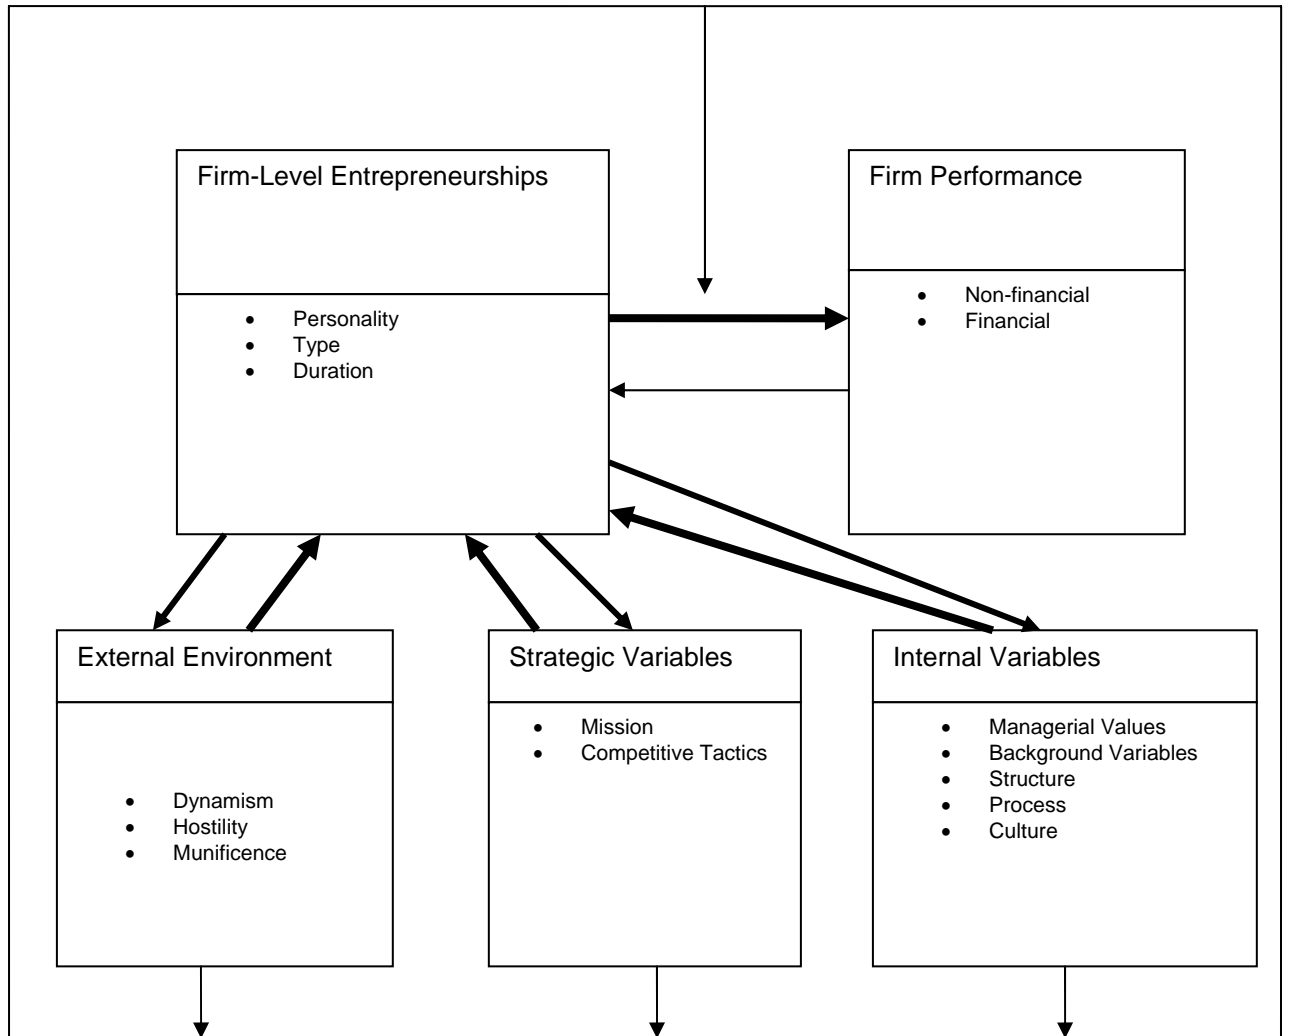 Firm-Level Entrepreneurships
• Personality
• Type
• Duration
Firm Performance
• Non-financial
• Financial
External Environment
• Dynamism
• Hostility
• Munificence
Strategic Variables
• Mission
• Competitive Tactics
Internal Variables
• Managerial Values
• Background Variables
• Structure
• Process
• Culture